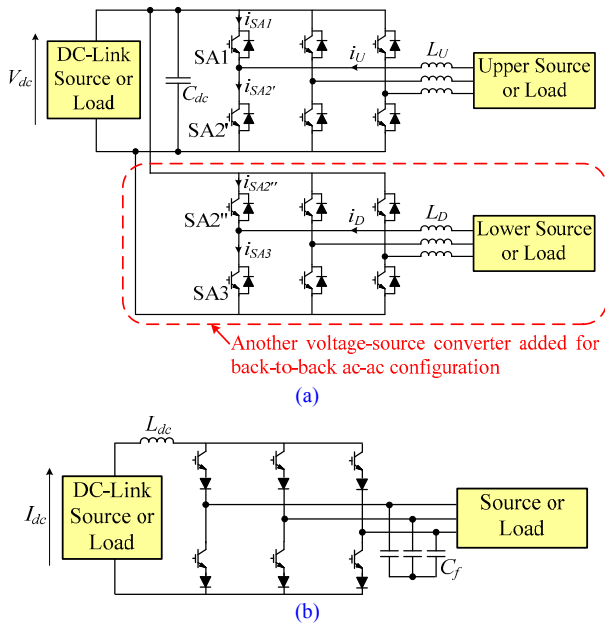 i_SA1
DC-Link
Source or
Load
V_dc
C_dc
SA1
i_U
L_U
Upper Source
or Load
i_SA2'
SA2'
i_SA2''
SA2''
i_D
L_D
Lower Source
or Load
i_SA3
SA3
Another voltage-source converter added for
back-to-back ac-ac configuration
(a)
L_dc
DC-Link
Source or
Load
I_dc
Source or
Load
C_f
(b)